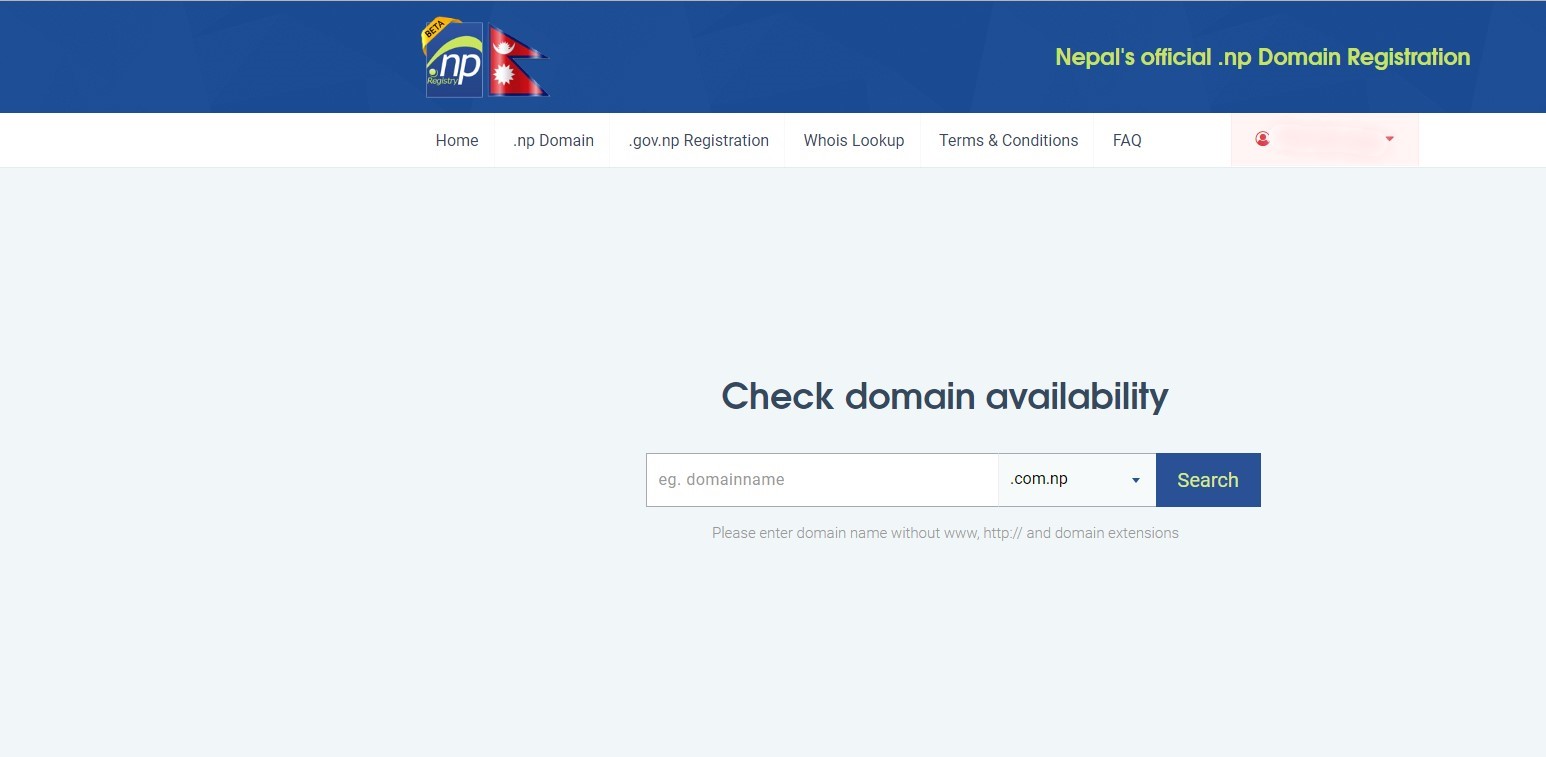 BETA
.np
Registry
Nepal's official .np Domain Registration
Home .np Domain .gov.np Registration Whois Lookup Terms & Conditions FAQ
Check domain availability
eg. domainname .com.np Search
Please enter domain name without www, http:// and domain extensions